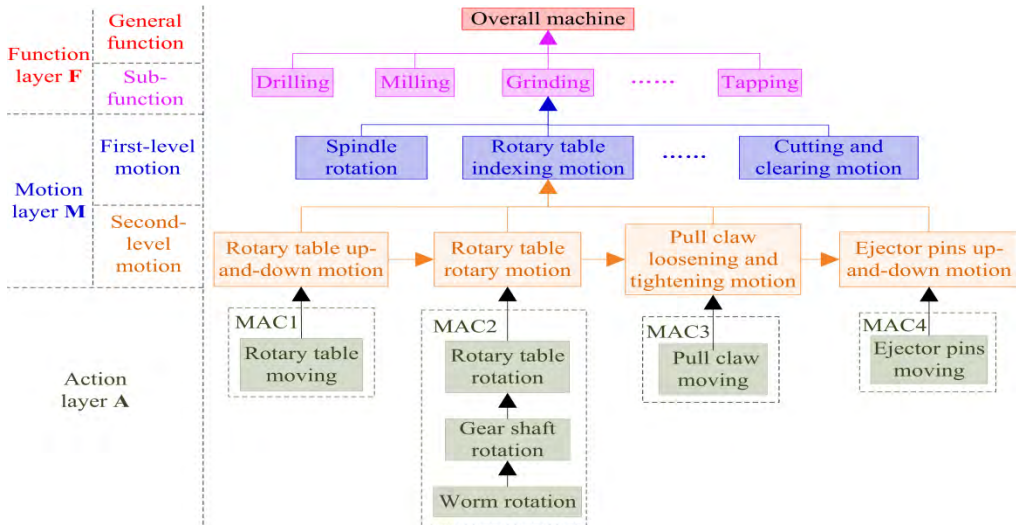 Function
layer F
General
function
Sub-
function
Overall machine
Drilling
Milling
Grinding
......
Tapping
Motion
layer M
First-level
motion
Second-
level
motion
Spindle
rotation
Rotary table
indexing motion
......
Cutting and
clearing motion
Rotary table up-
and-down motion
Rotary table
rotary motion
Pull claw
loosening and
tightening motion
Ejector pins up-
and-down motion
Action
layer A
MAC1
Rotary table
moving
MAC2
Rotary table
rotation
Gear shaft
rotation
Worm rotation
MAC3
Pull claw
moving
MAC4
Ejector pins
moving